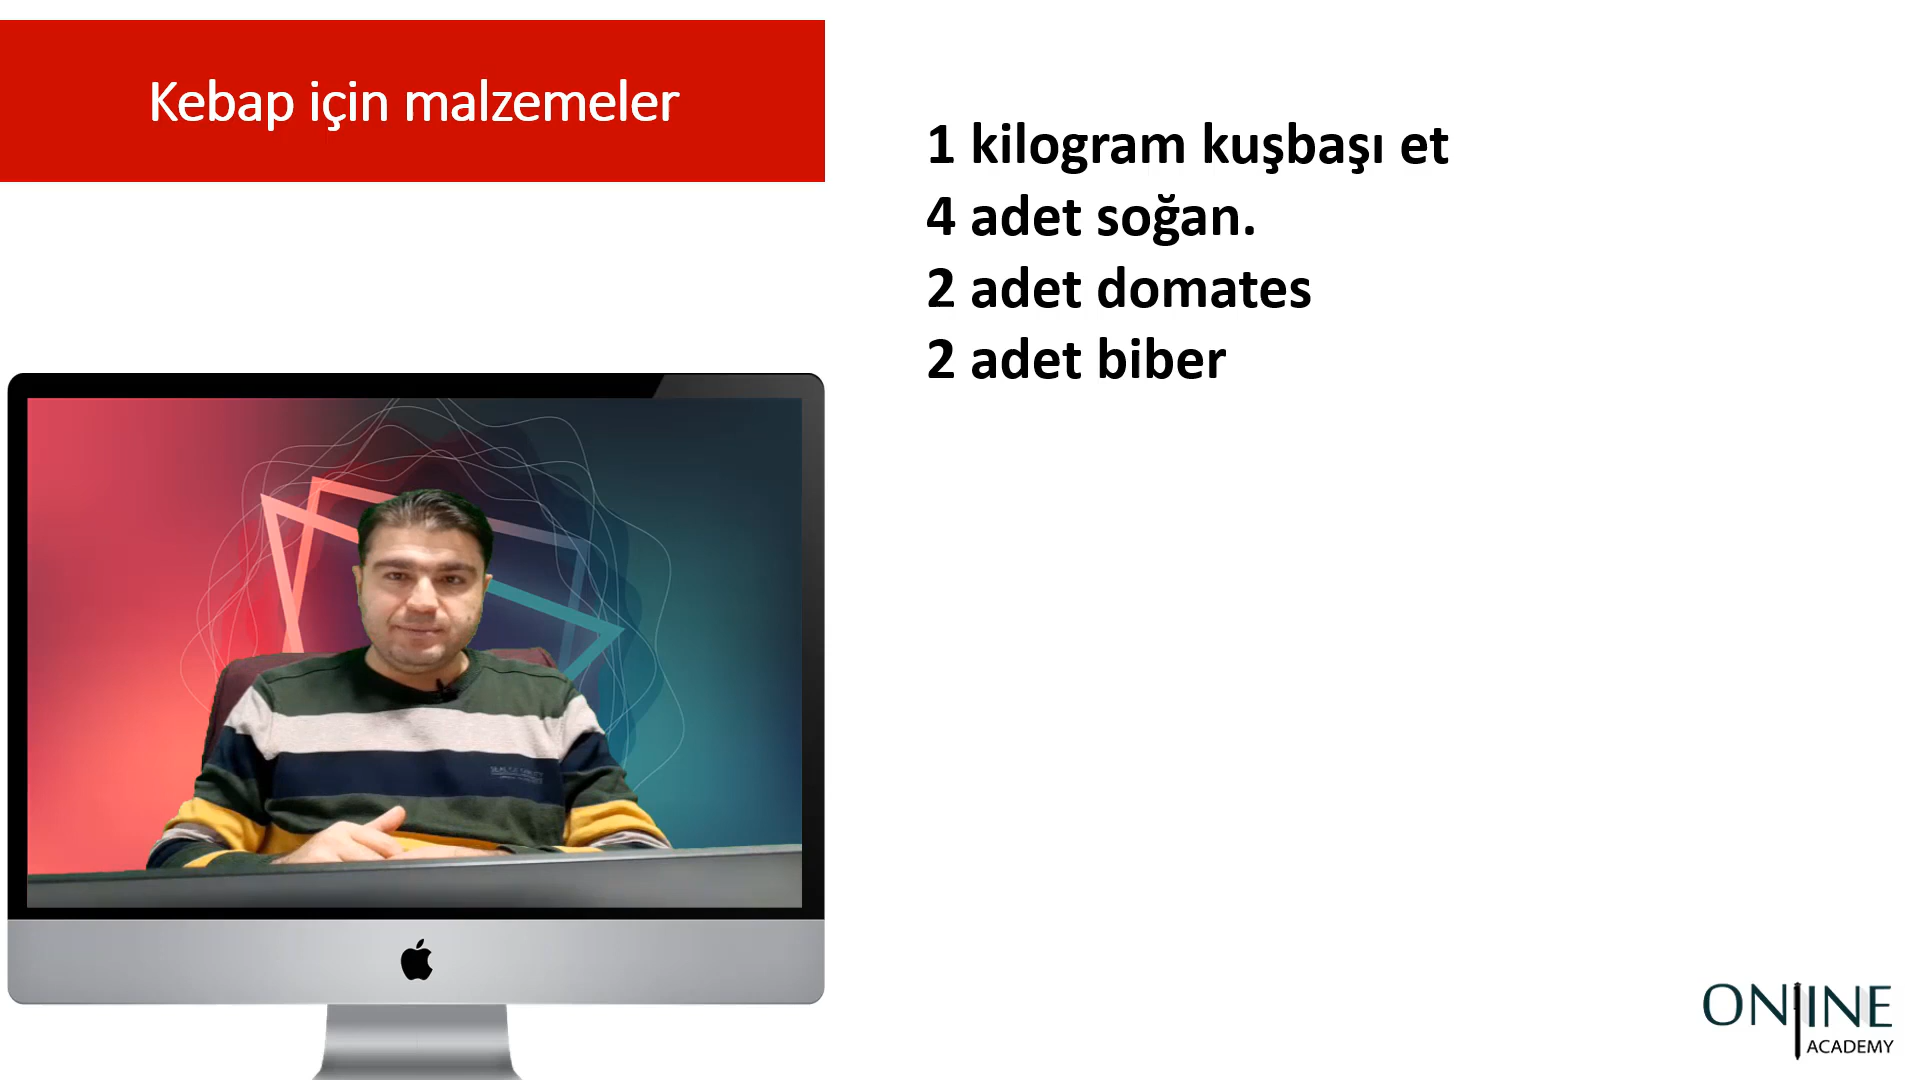 Kebap için malzemeler
1 kilogram kuşbaşı et
4 adet soğan.
2 adet domates
2 adet biber
ONLINE
ACADEMY